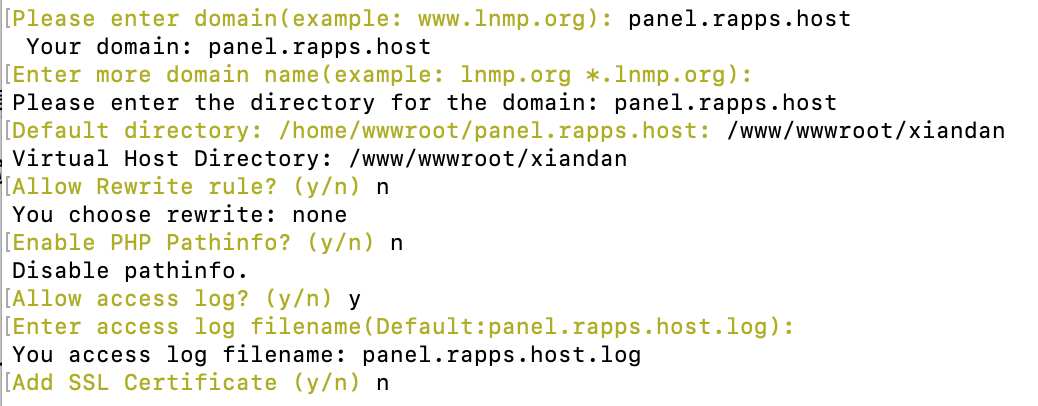 [Please enter domain(example: www.lnmp.org): panel.rapps.host
Your domain: panel.rapps.host
[Enter more domain name(example: lnmp.org *.lnmp.org):
Please enter the directory for the domain: panel.rapps.host
[Default directory: /home/wwwroot/panel.rapps.host: /www/wwwroot/xiandan
Virtual Host Directory: /www/wwwroot/xiandan
[Allow Rewrite rule? (y/n) n
You choose rewrite: none
[Enable PHP Pathinfo? (y/n) n
Disable pathinfo.
[Allow access log? (y/n) y
[Enter access log filename(Default:panel.rapps.host.log):
You access log filename: panel.rapps.host.log
[Add SSL Certificate (y/n) n